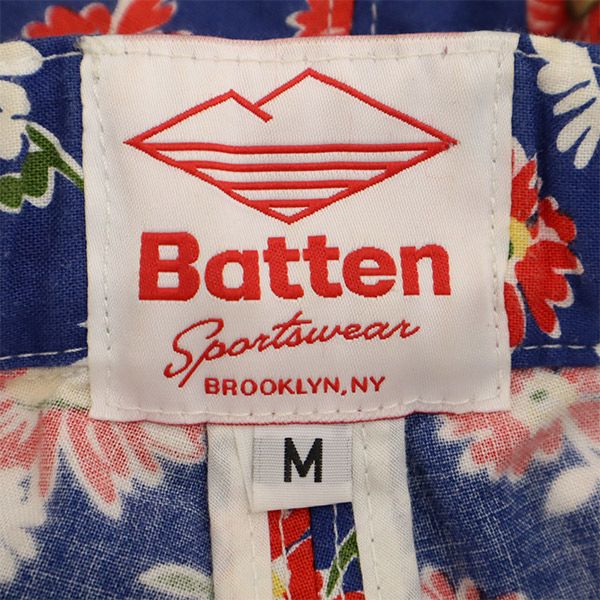 Batten
Sportswear
BROOKLYN, NY
M